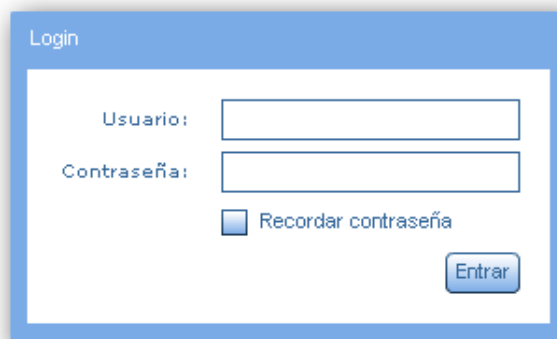 Login
Usuario:
Contraseña:
Recordar contraseña
Entrar